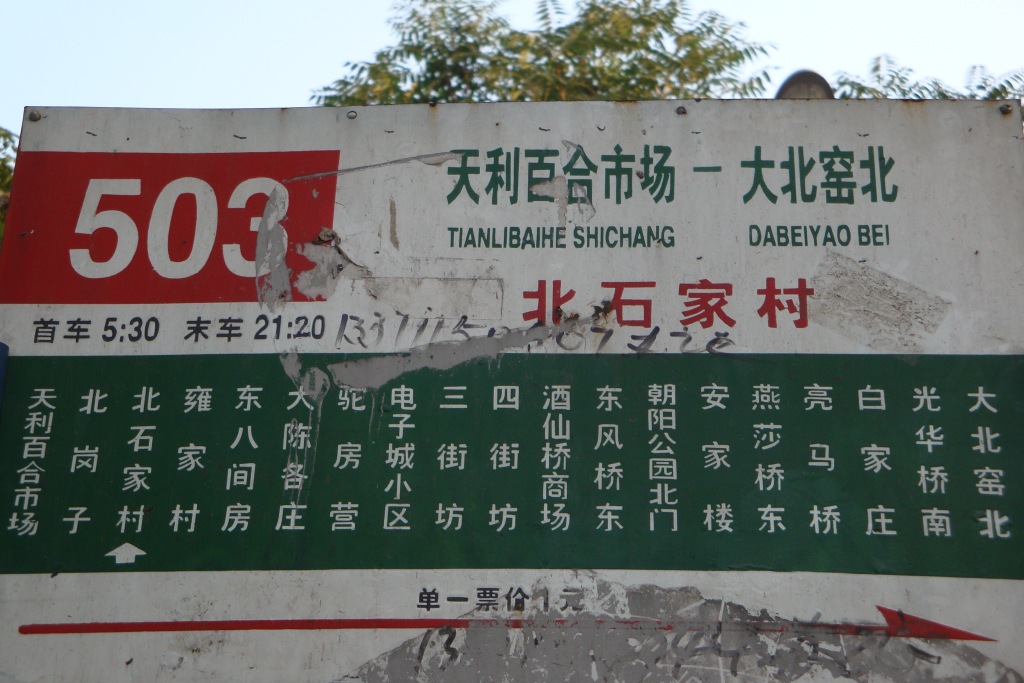 503
天利百合市场 — 大北窑北
TIANLIBAIHE SHICHANG DABEIYAO BEI
北石家村
首车 5:30 末车 21:20
天利百合市场
北岗子
北石家村
雍家村
东八间房
大陈各庄
驼房营
电子城小区
三街坊
四街坊
酒仙桥商场
东风桥东
朝阳公园北门
安家楼
燕莎桥东
亮马桥
白家庄
光华桥南
大北窑北
单一票价 1 元
13